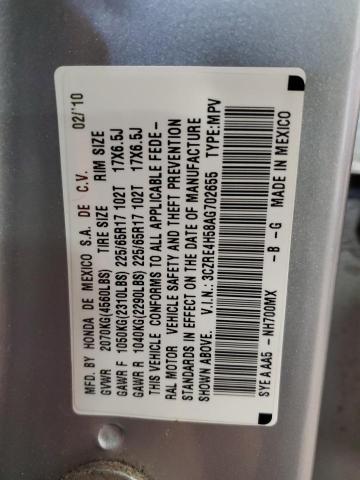 MFD. BY HONDA DE MEXICO S.A. DE C.V. 02/'10
GVWR 2070KG(4560LBS) TIRE SIZE RIM SIZE
GAWR F 1050KG(2310LBS) 225/65R17 102T 17X6.5J
GAWR R 1040KG(2290LBS) 225/65R17 102T 17X6.5J
THIS VEHICLE CONFORMS TO ALL APPLICABLE FEDE-
RAL MOTOR VEHICLE SAFETY AND THEFT PREVENTION
STANDARDS IN EFFECT ON THE DATE OF MANUFACTURE
SHOWN ABOVE. V.I.N.: 3CZRE4H58AG702655 TYPE:MPV
SYE A AA5 - NH700MX - B - G MADE IN MEXICO